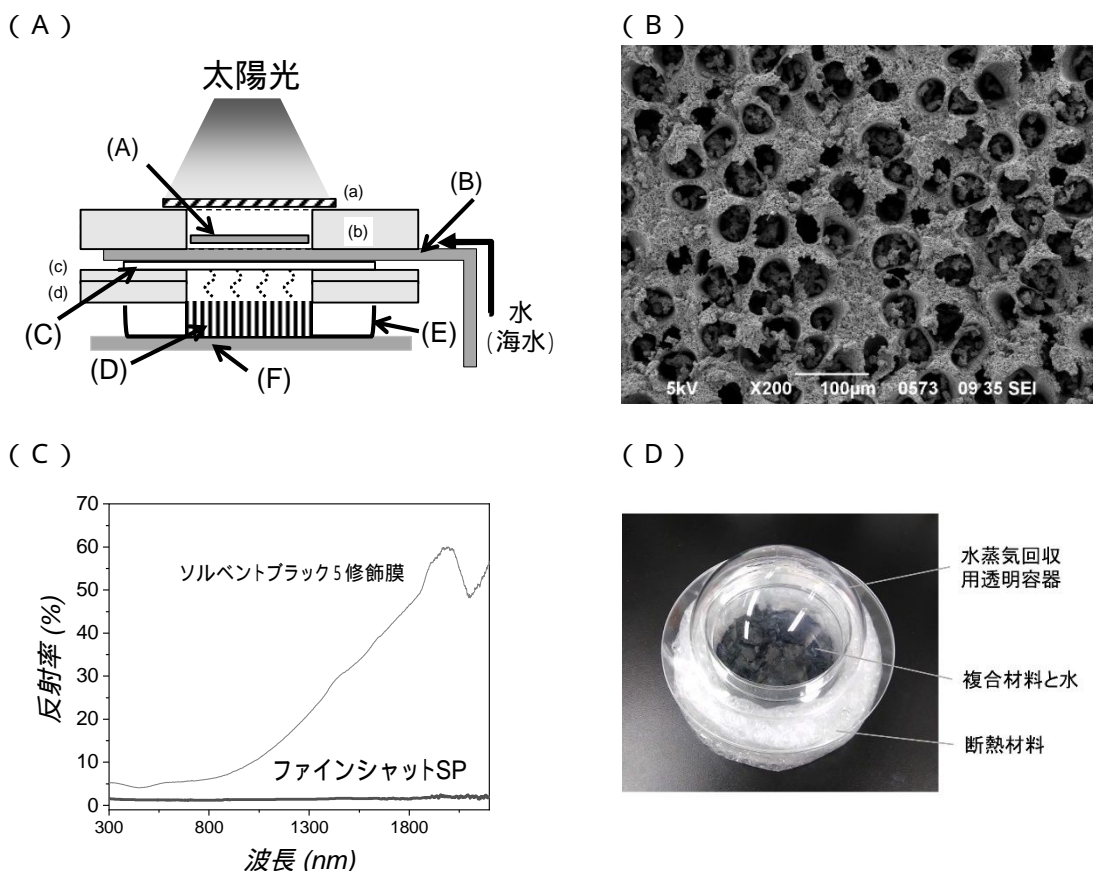 (A)
太陽光
(A)
(a)
(B)
(b)
(c)
(d)
(C)
(D)
(E)
(F)
水
(海水)
(B)
5kV X200 100μm 0573 09 35 SEI
(C)
反射率 (%)
70
60
50
40
30
20
10
0
ソルベントブラック5修飾膜
ファインシャットSP
300 800 1300 1800
波長 (nm)
(D)
水蒸気回収
用透明容器
複合材料と水
断熱材料